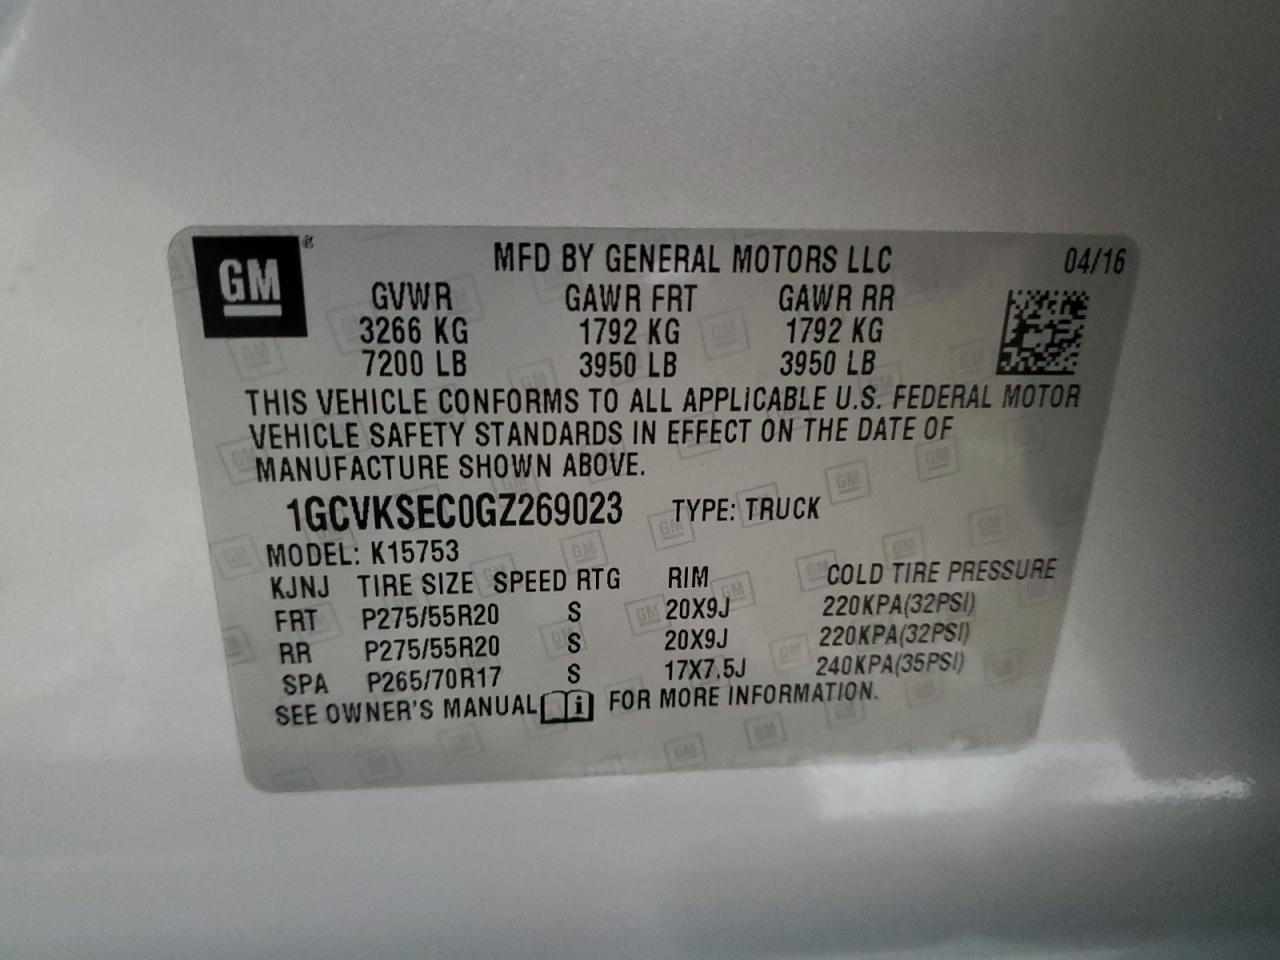 GM ® MFD BY GENERAL MOTORS LLC 04/16
GVWR GAWR FRT GAWR RR
3266 KG 1792 KG 1792 KG
7200 LB 3950 LB 3950 LB
THIS VEHICLE CONFORMS TO ALL APPLICABLE U.S. FEDERAL MOTOR
VEHICLE SAFETY STANDARDS IN EFFECT ON THE DATE OF
MANUFACTURE SHOWN ABOVE.
1GCVKSEC0GZ269023 TYPE: TRUCK
MODEL: K15753
KJNJ TIRE SIZE SPEED RTG RIM COLD TIRE PRESSURE
FRT P275/55R20 S 20X9J 220KPA(32PSI)
RR P275/55R20 S 20X9J 220KPA(32PSI)
SPA P265/70R17 S 17X7.5J 240KPA(35PSI)
SEE OWNER'S MANUAL i FOR MORE INFORMATION.